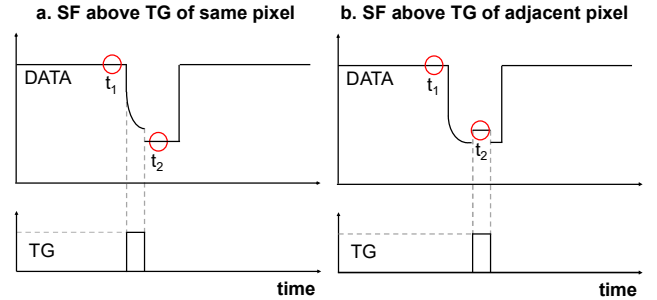 a. SF above TG of same pixel
DATA
t1
t2
TG
time
b. SF above TG of adjacent pixel
DATA
t1
t2
TG
time